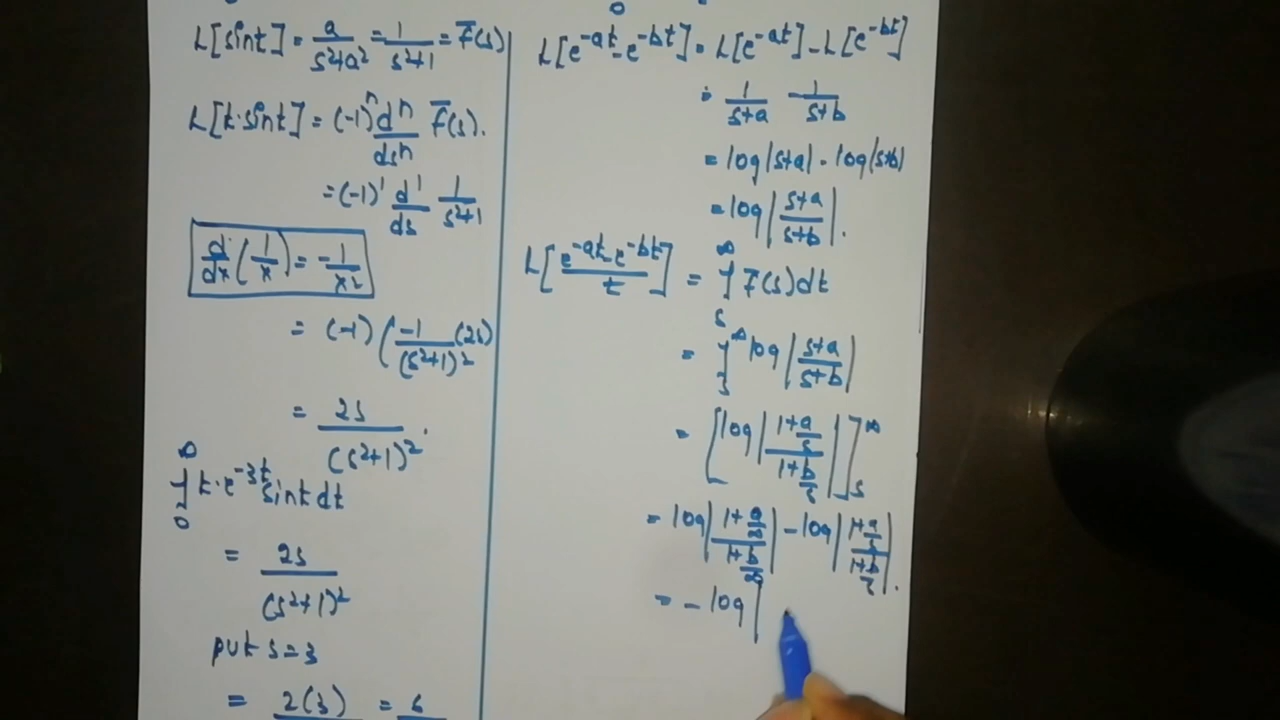 L[sint] = a/s²+a² = 1/s²+1 = F̅(s)
L[t.sint] = (-1)ⁿ dⁿ/dsⁿ F̅(s).
= (-1)¹ d¹/ds 1/s²+1
d/dx (1/x) = -1/x²
= (-1) (-1/(s²+1)² (2s)
= 2s/(s²+1)².
∫₀^∞ t.e^-3t sint dt
= 2s/(s²+1)²
put s=3
= 2(3) = 6
L[e^-at - e^-bt] = L[e^-at] - L[e^-bt]
= 1/s+a - 1/s+b
= log|s+a| - log|s+b|
= log|s+a/s+b|.
L[e^-at - e^-bt/t] = ∫ₛ^∞ F̅(s)dt
= ∫ₛ^∞ log|s+a/s+b|
= [log|1+a/s/1+b/s|]ₛ^∞
= log|1+a/∞/1+b/∞| - log|1+a/s/1+b/s|.
= - log|